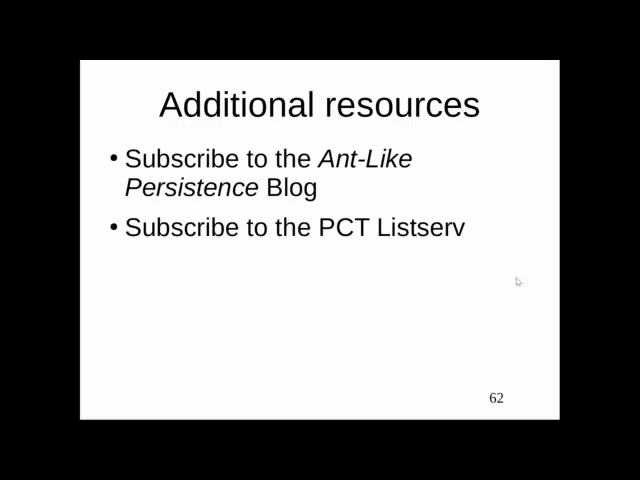 Additional resources
• Subscribe to the Ant-Like
Persistence Blog
• Subscribe to the PCT Listserv
62